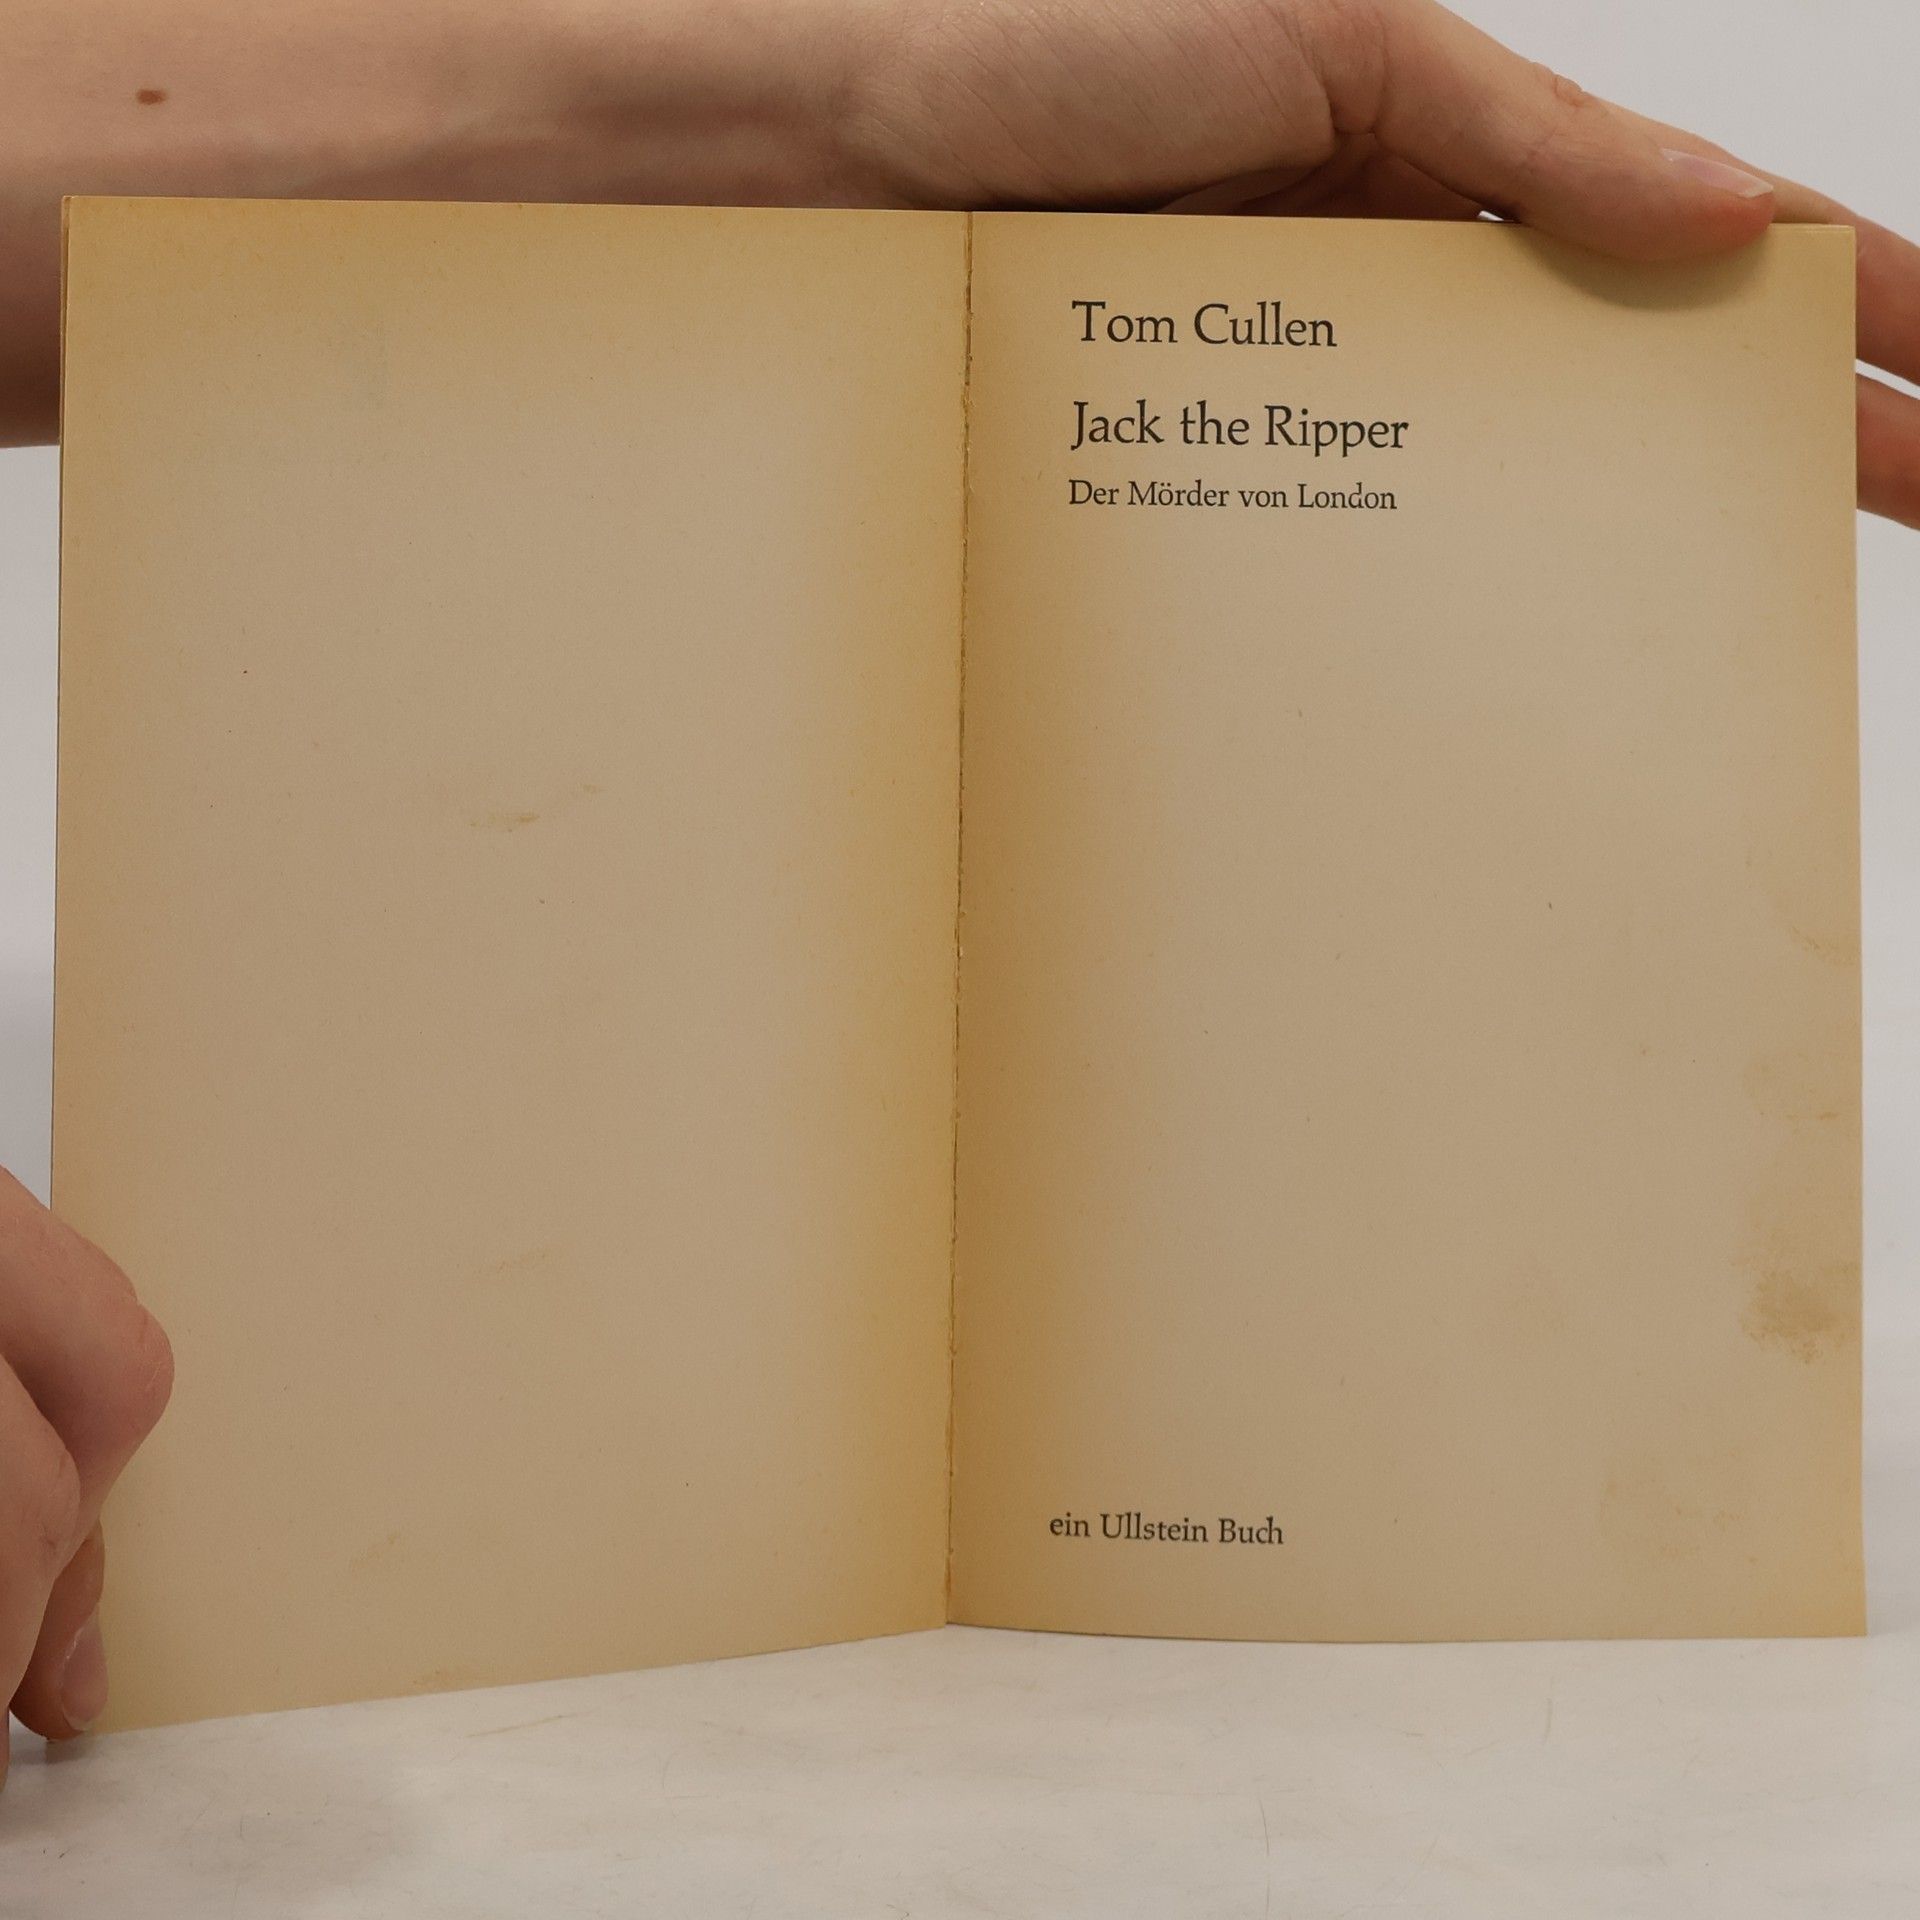 Tom Cullen
Jack the Ripper
Der Mörder von London
ein Ullstein Buch